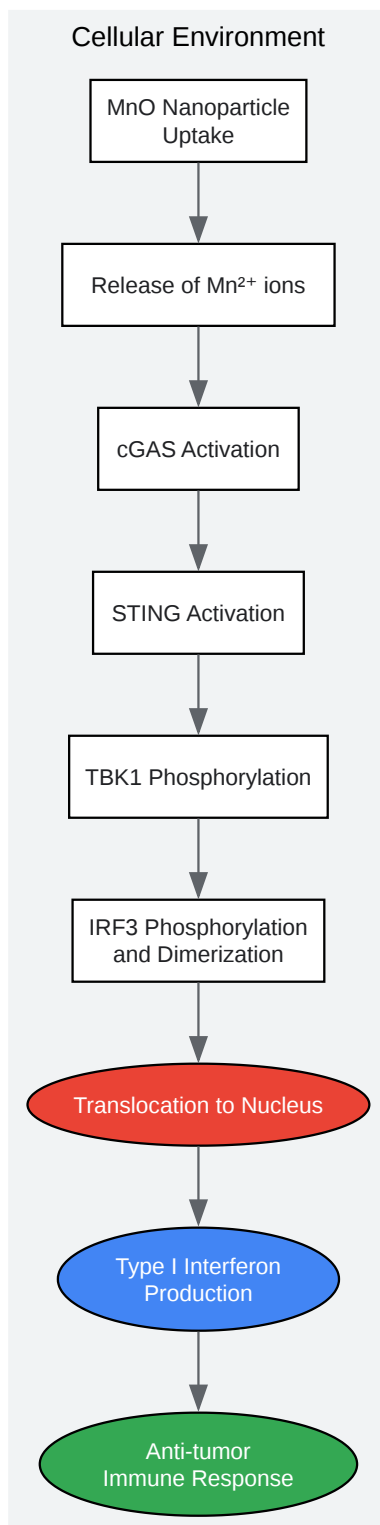 Cellular Environment
MnO Nanoparticle
Uptake
Release of Mn²⁺ ions
cGAS Activation
STING Activation
TBK1 Phosphorylation
IRF3 Phosphorylation
and Dimerization
Translocation to Nucleus
Type I Interferon
Production
Anti-tumor
Immune Response